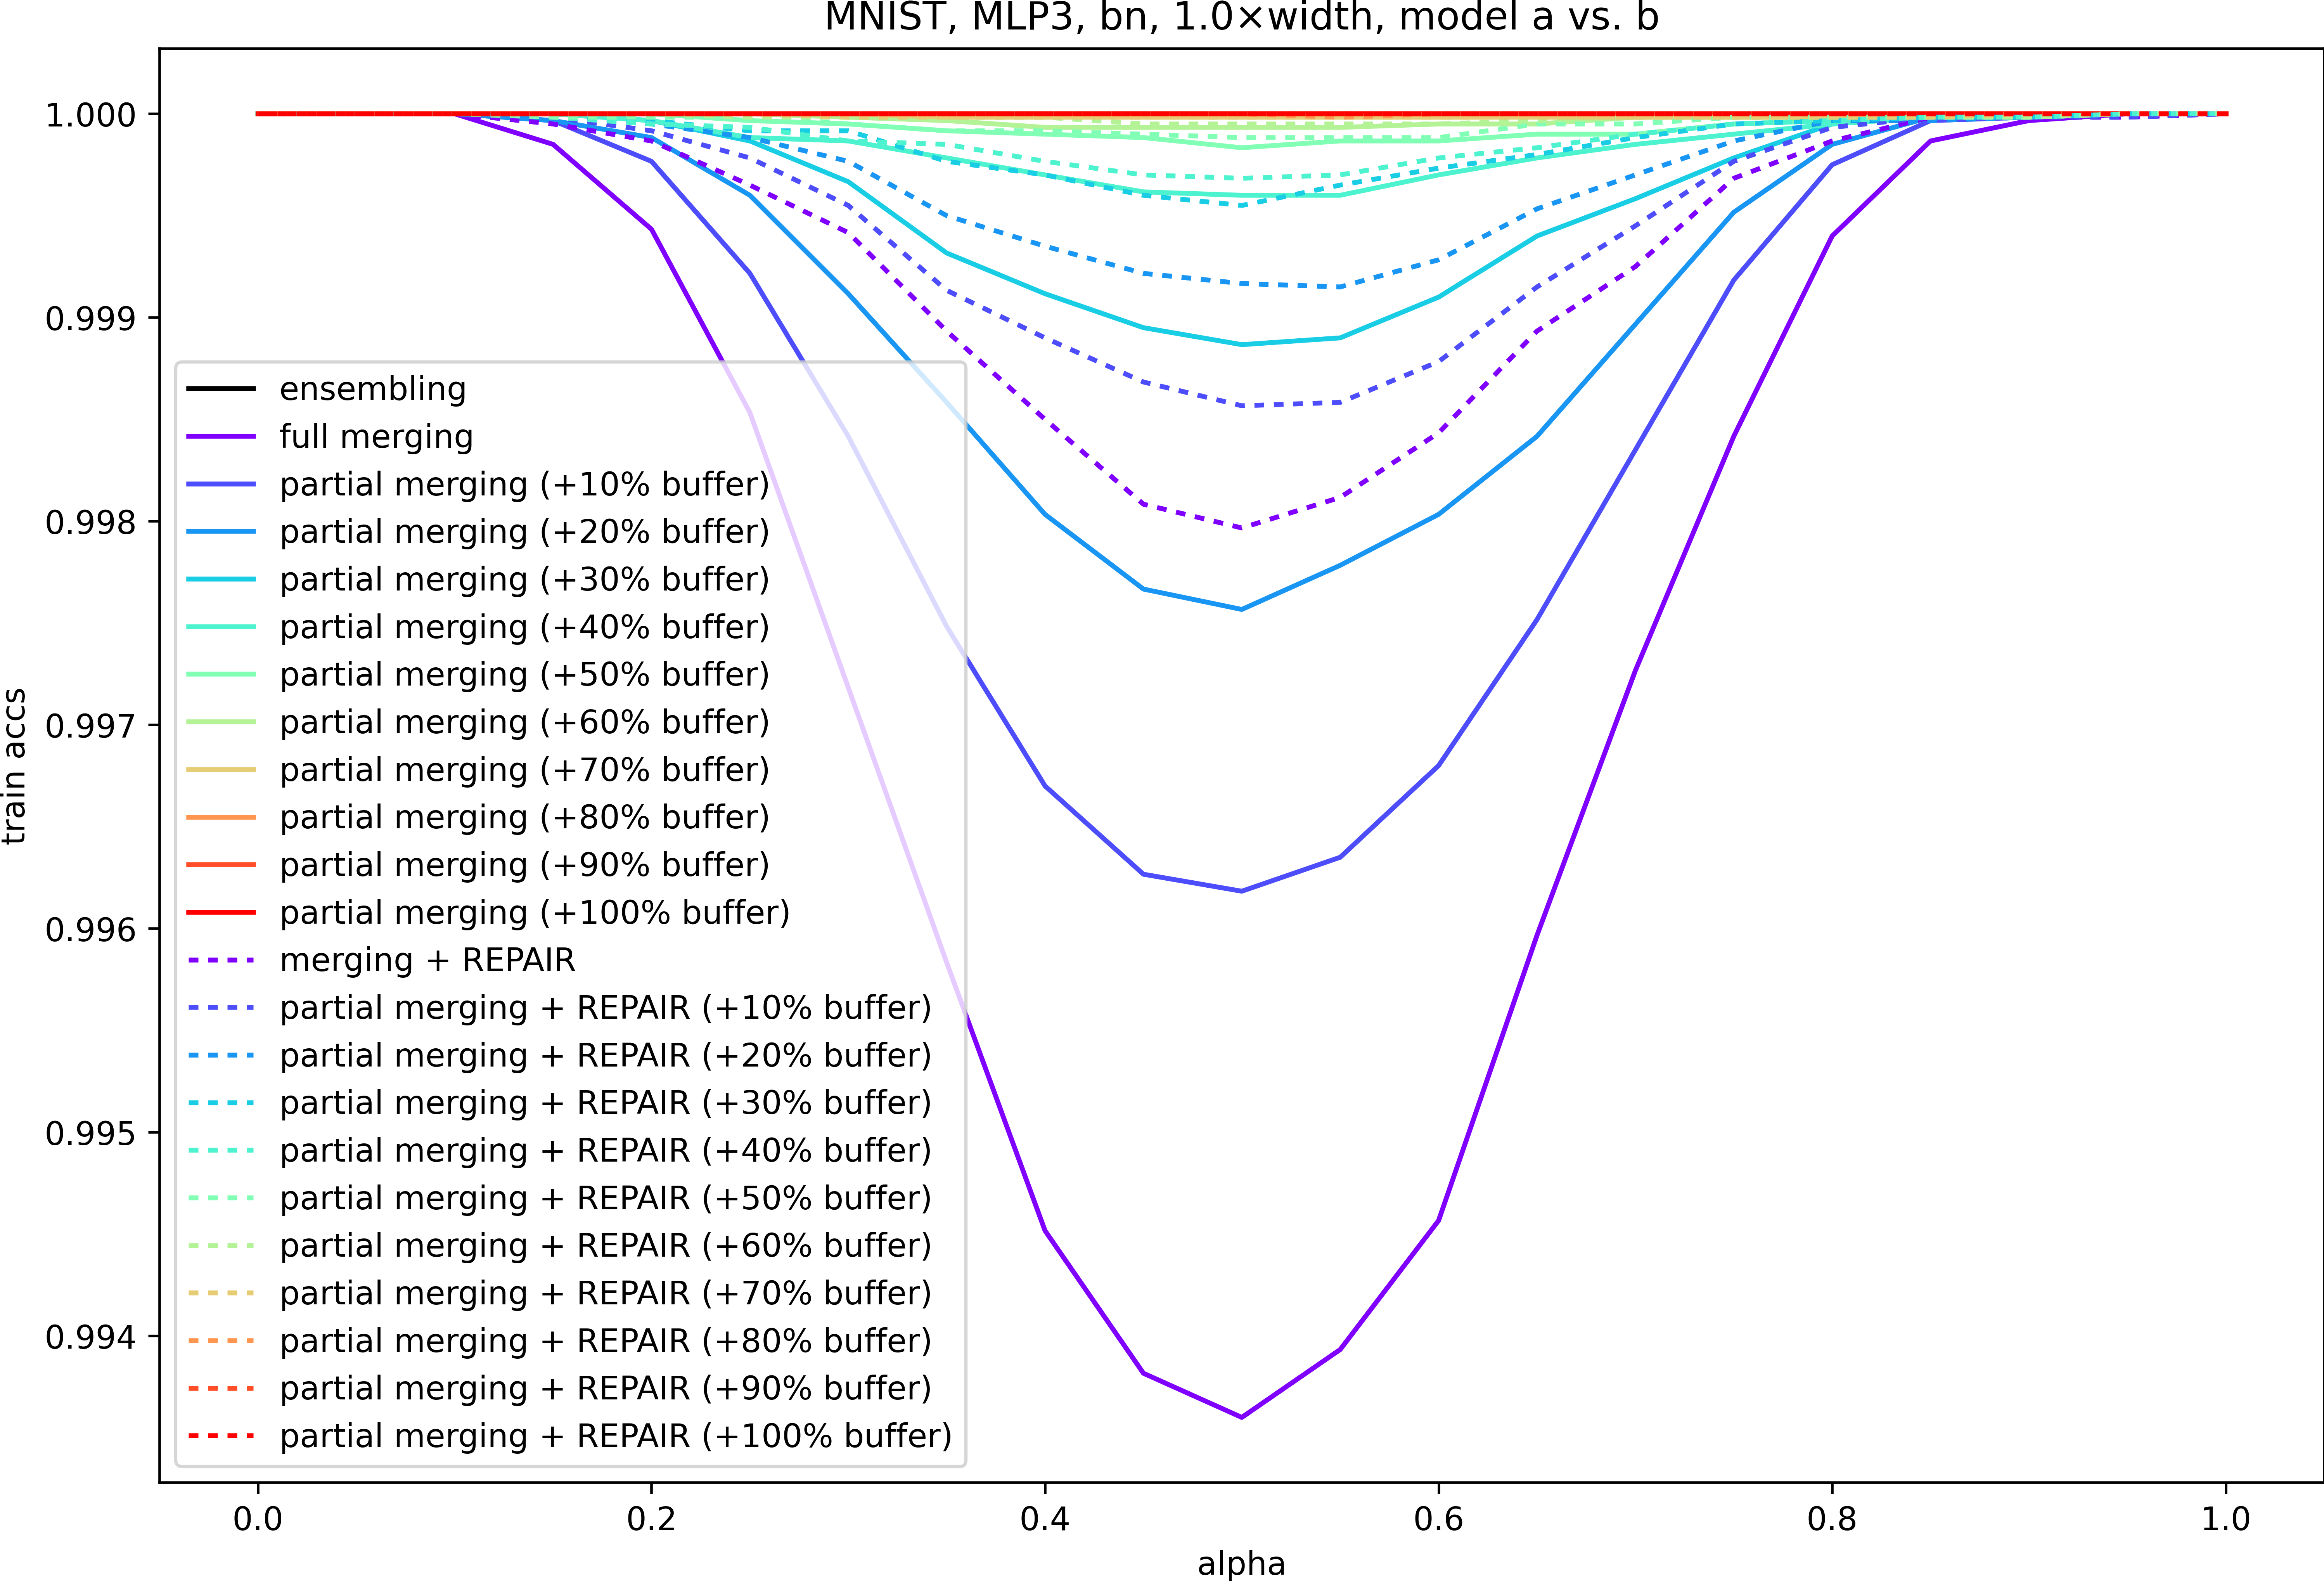 MNIST, MLP3, bn, 1.0×width, model a vs. b
1.000
0.999
0.998
0.997
0.996
0.995
0.994
train accs
ensembling
full merging
partial merging (+10% buffer)
partial merging (+20% buffer)
partial merging (+30% buffer)
partial merging (+40% buffer)
partial merging (+50% buffer)
partial merging (+60% buffer)
partial merging (+70% buffer)
partial merging (+80% buffer)
partial merging (+90% buffer)
partial merging (+100% buffer)
merging + REPAIR
partial merging + REPAIR (+10% buffer)
partial merging + REPAIR (+20% buffer)
partial merging + REPAIR (+30% buffer)
partial merging + REPAIR (+40% buffer)
partial merging + REPAIR (+50% buffer)
partial merging + REPAIR (+60% buffer)
partial merging + REPAIR (+70% buffer)
partial merging + REPAIR (+80% buffer)
partial merging + REPAIR (+90% buffer)
partial merging + REPAIR (+100% buffer)
0.0 0.2 0.4 0.6 0.8 1.0
alpha